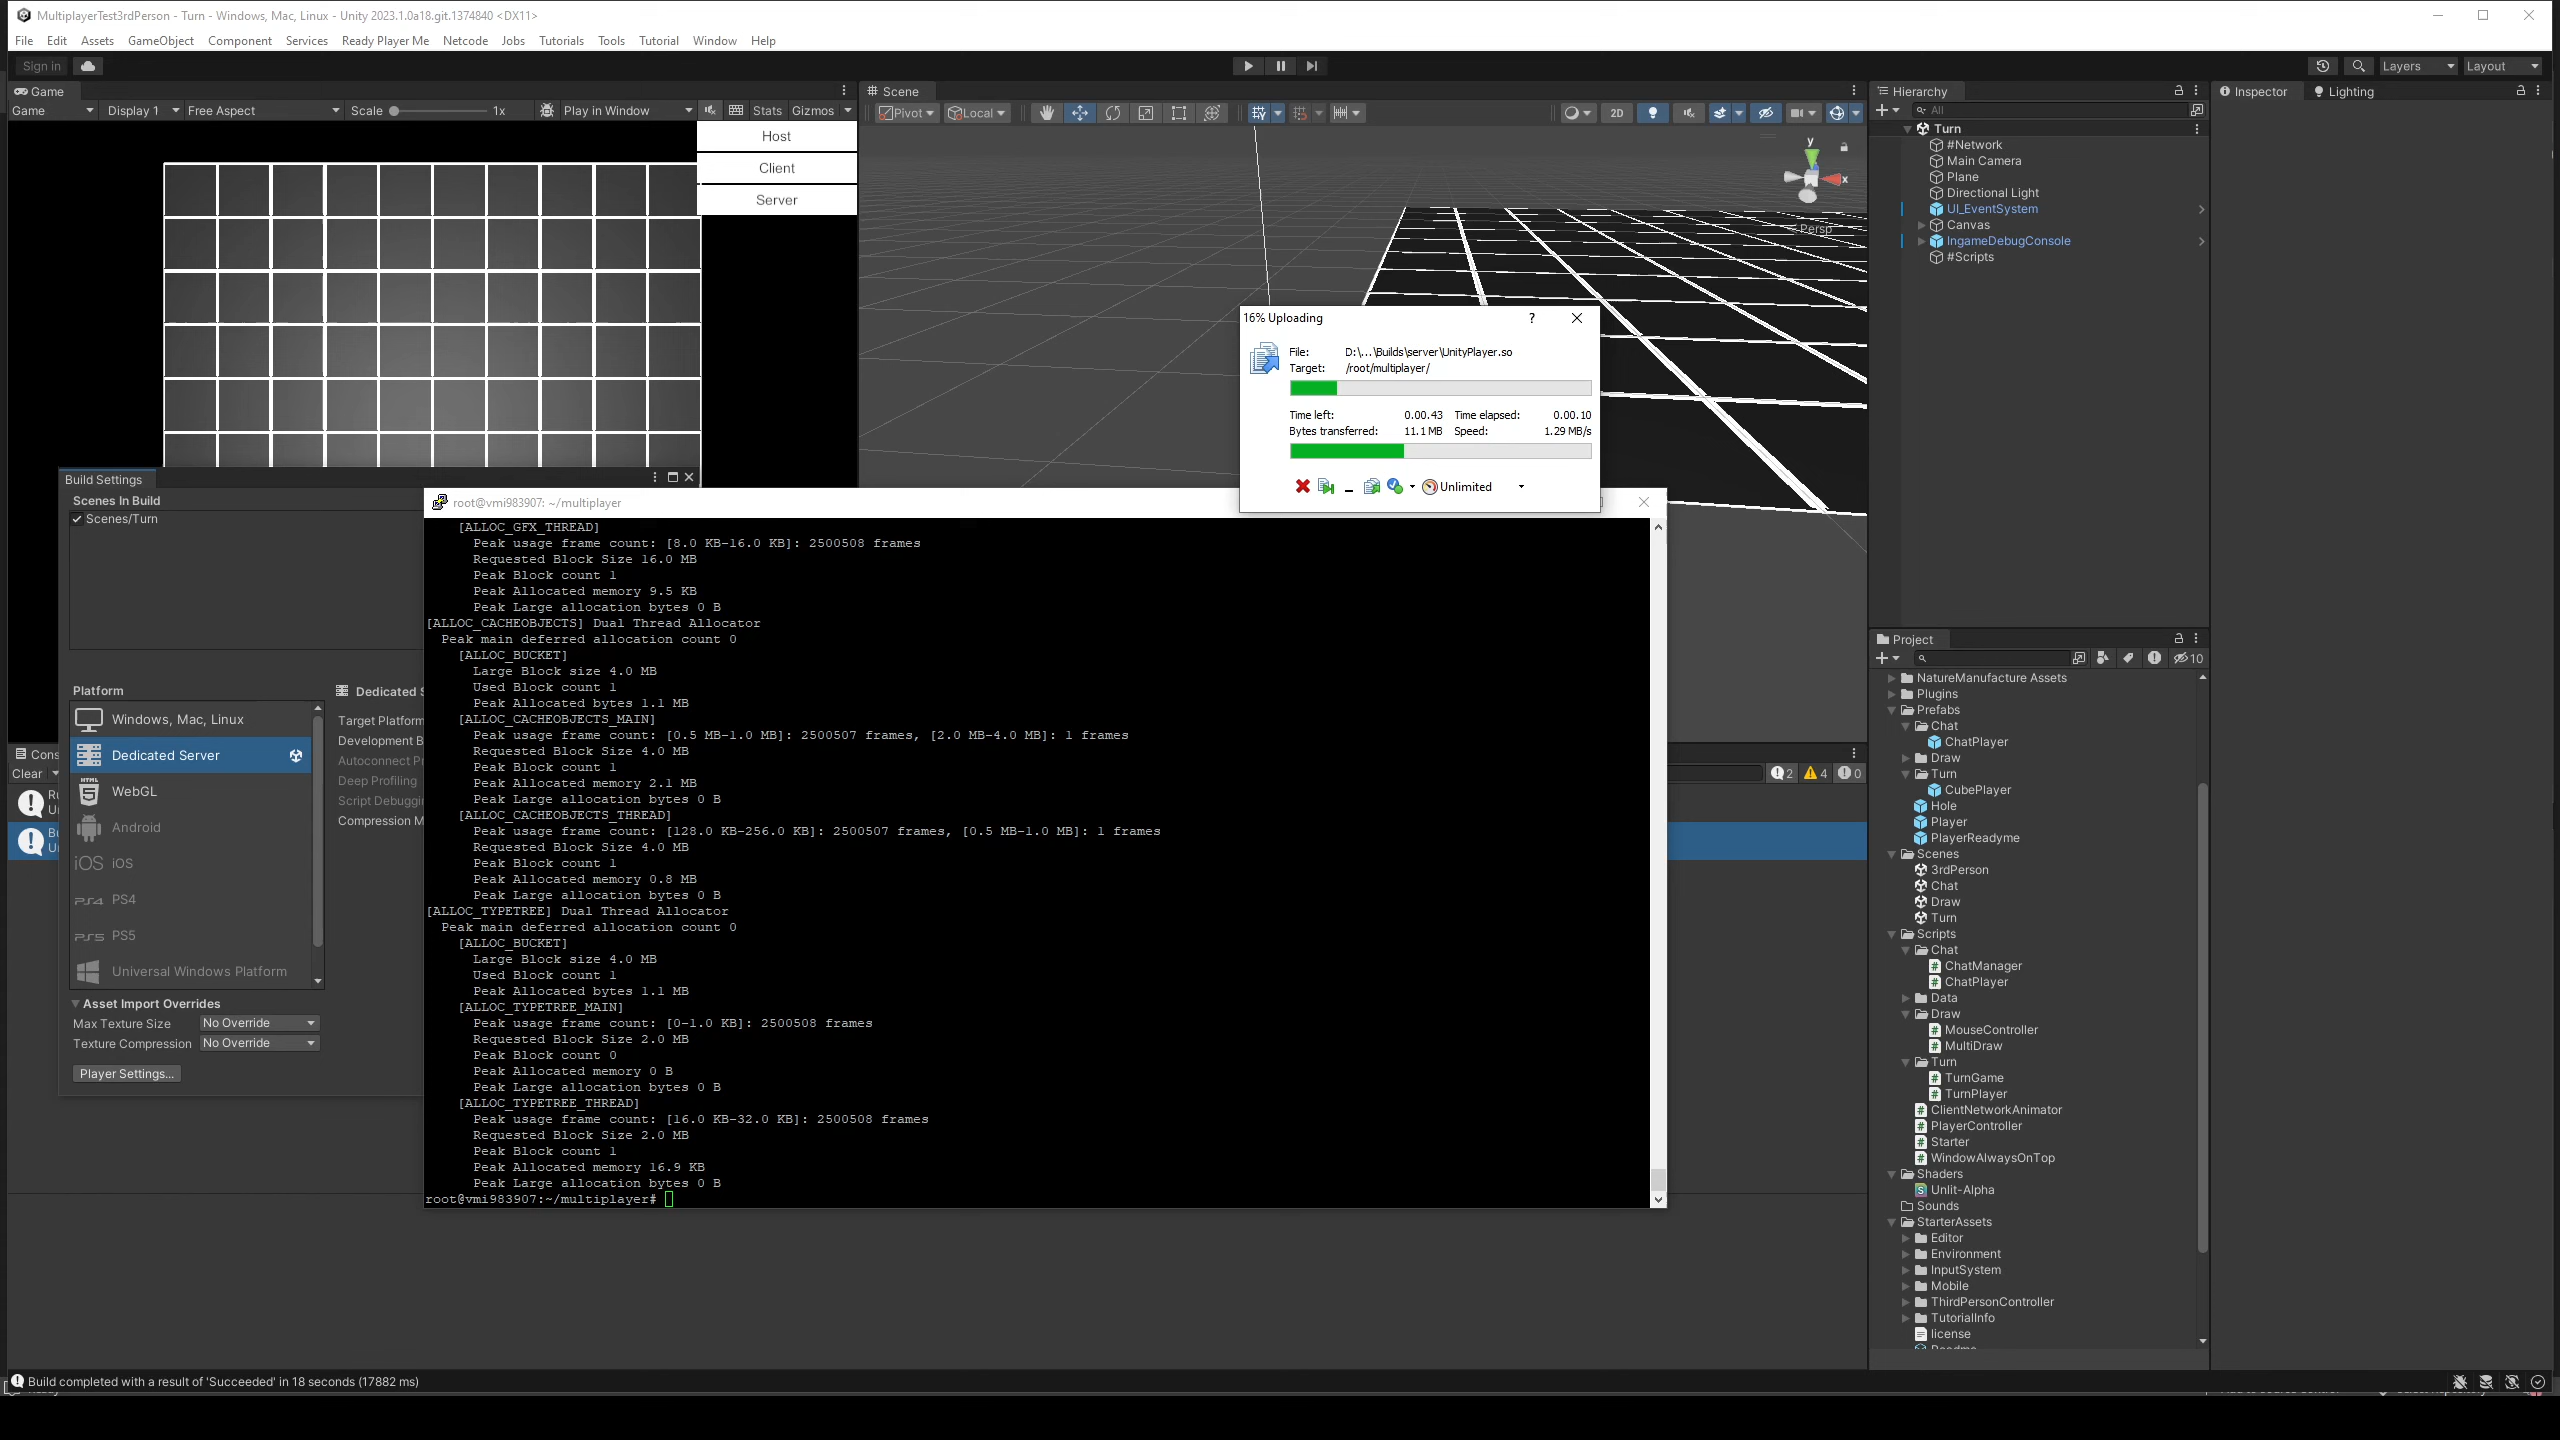 MultiplayerTest3rdPerson - Turn - Windows, Mac, Linux - Unity 2023.1.0a18.git.1374840 <DX11>
File Edit Assets GameObject Component Services Ready Player Me Netcode Jobs Tutorials Tools Tutorial Window Help
Sign in
Layers
Layout
Game
Game Display 1 Free Aspect Scale 1x Play in Window Stats Gizmos
Host
Client
Server
Scene
Pivot Local 2D
y
x
Persp
Hierarchy
All
Turn
#Network
Main Camera
Plane
Directional Light
UI_EventSystem
Canvas
IngameDebugConsole
#Scripts
Inspector Lighting
16% Uploading ?
File: D:\...\Builds\server\UnityPlayer.so
Target: /root/multiplayer/
Time left: 0.00.43 Time elapsed: 0.00.10
Bytes transferred: 11.1 MB Speed: 1.29 MB/s
Unlimited
Build Settings
Scenes In Build
Scenes/Turn
Platform
Windows, Mac, Linux
Dedicated Server
HTML
5
WebGL
Android
iOS iOS
PS4 PS4
PS5 PS5
Universal Windows Platform
Dedicated S
Target Platform
Development B
Autoconnect Pr
Deep Profiling
Script Debuggi
Compression M
Asset Import Overrides
Max Texture Size No Override
Texture Compression No Override
Player Settings...
Cons
Clear
2 4 0
root@vmi983907: ~/multiplayer
[ALLOC_GFX_THREAD]
Peak usage frame count: [8.0 KB-16.0 KB]: 2500508 frames
Requested Block Size 16.0 MB
Peak Block count 1
Peak Allocated memory 9.5 KB
Peak Large allocation bytes 0 B
[ALLOC_CACHEOBJECTS] Dual Thread Allocator
Peak main deferred allocation count 0
[ALLOC_BUCKET]
Large Block size 4.0 MB
Used Block count 1
Peak Allocated bytes 1.1 MB
[ALLOC_CACHEOBJECTS_MAIN]
Peak usage frame count: [0.5 MB-1.0 MB]: 2500507 frames, [2.0 MB-4.0 MB]: 1 frames
Requested Block Size 4.0 MB
Peak Block count 1
Peak Allocated memory 2.1 MB
Peak Large allocation bytes 0 B
[ALLOC_CACHEOBJECTS_THREAD]
Peak usage frame count: [128.0 KB-256.0 KB]: 2500507 frames, [0.5 MB-1.0 MB]: 1 frames
Requested Block Size 4.0 MB
Peak Block count 1
Peak Allocated memory 0.8 MB
Peak Large allocation bytes 0 B
[ALLOC_TYPETREE] Dual Thread Allocator
Peak main deferred allocation count 0
[ALLOC_BUCKET]
Large Block size 4.0 MB
Used Block count 1
Peak Allocated bytes 1.1 MB
[ALLOC_TYPETREE_MAIN]
Peak usage frame count: [0-1.0 KB]: 2500508 frames
Requested Block Size 2.0 MB
Peak Block count 0
Peak Allocated memory 0 B
Peak Large allocation bytes 0 B
[ALLOC_TYPETREE_THREAD]
Peak usage frame count: [16.0 KB-32.0 KB]: 2500508 frames
Requested Block Size 2.0 MB
Peak Block count 1
Peak Allocated memory 16.9 KB
Peak Large allocation bytes 0 B
root@vmi983907:~/multiplayer#
Project
10
NatureManufacture Assets
Plugins
Prefabs
Chat
ChatPlayer
Draw
Turn
CubePlayer
Hole
Player
PlayerReadyme
Scenes
3rdPerson
Chat
Draw
Turn
Scripts
Chat
ChatManager
ChatPlayer
Data
Draw
MouseController
MultiDraw
Turn
TurnGame
TurnPlayer
ClientNetworkAnimator
PlayerController
Starter
WindowAlwaysOnTop
Shaders
Unlit-Alpha
Sounds
StarterAssets
Editor
Environment
InputSystem
Mobile
ThirdPersonController
TutorialInfo
license
Build completed with a result of 'Succeeded' in 18 seconds (17882 ms)